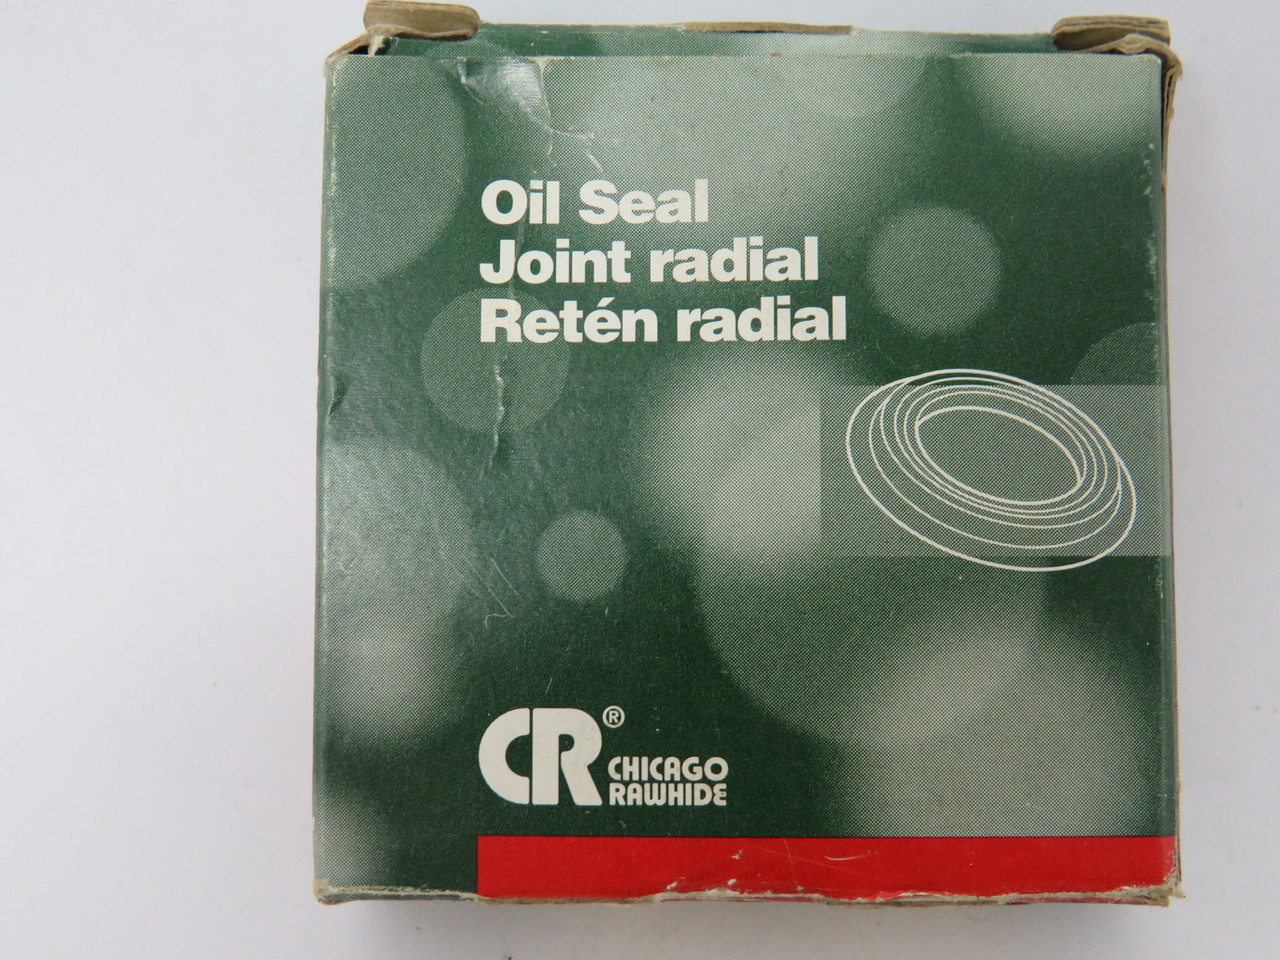 Oil Seal
Joint radial
Retén radial
CR®
CHICAGO
RAWHIDE